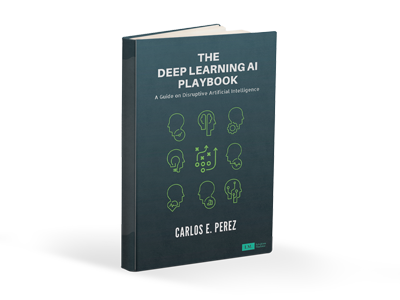 THE
DEEP LEARNING AI
PLAYBOOK
A Guide on Disruptive Artificial Intelligence
CARLOS E. PEREZ